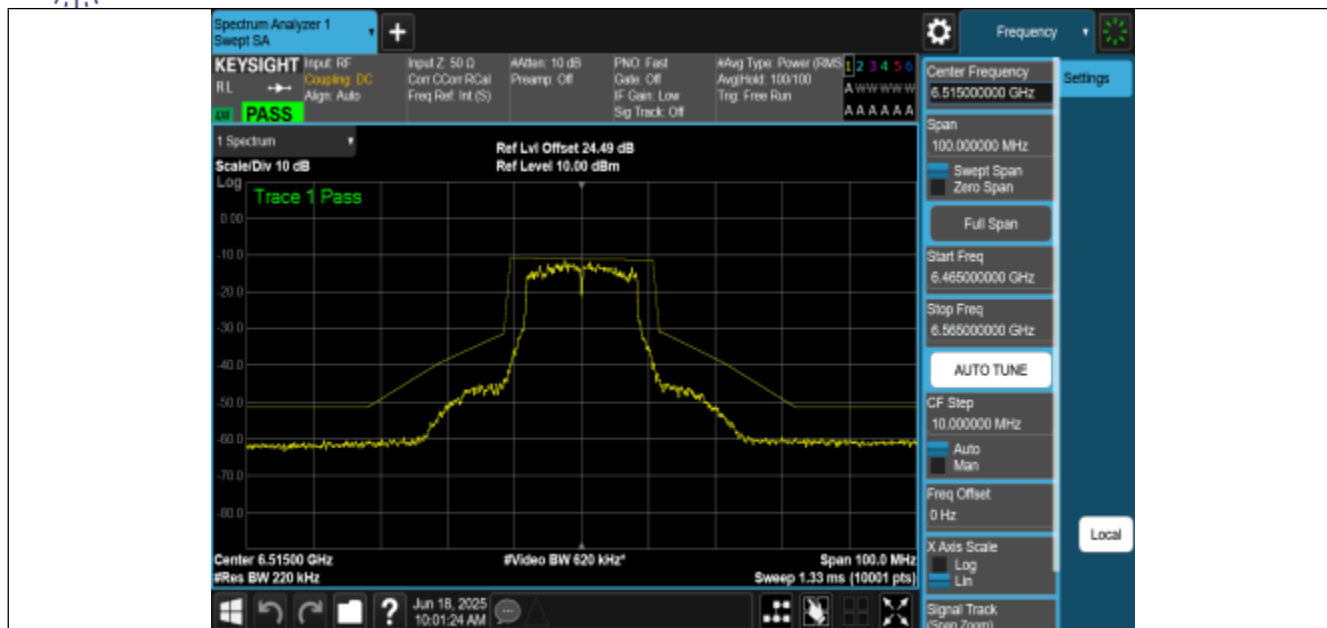 Spectrum Analyzer 1
Swept SA
+
Frequency
KEYSIGHT
RL
PASS
Input: RF
Coupling: DC
Align: Auto
Input Z: 50 Ω
Corr CCorr RCal
Freq Ref: Int (S)
#Atten: 10 dB
Preamp: Off
PNO: Fast
Gate: Off
IF Gain: Low
Sig Track: Off
#Avg Type: Power (RMS
Avg|Hold: 100/100
Trig: Free Run
1 2 3 4 5 6
A W W W W W
A A A A A A
1 Spectrum
Scale/Div 10 dB
Ref Lvl Offset 24.49 dB
Ref Level 10.00 dBm
Log
Trace 1 Pass
0.00
-10.0
-20.0
-30.0
-40.0
-50.0
-60.0
-70.0
-80.0
Center 6.51500 GHz
#Res BW 220 kHz
#Video BW 620 kHz*
Span 100.0 MHz
Sweep 1.33 ms (10001 pts)
Center Frequency
6.515000000 GHz
Settings
Span
100.000000 MHz
Swept Span
Zero Span
Full Span
Start Freq
6.465000000 GHz
Stop Freq
6.565000000 GHz
AUTO TUNE
CF Step
10.000000 MHz
Auto
Man
Freq Offset
0 Hz
X Axis Scale
Log
Lin
Local
Signal Track
(Span Zoom)
?
Jun 18, 2025
10:01:24 AM